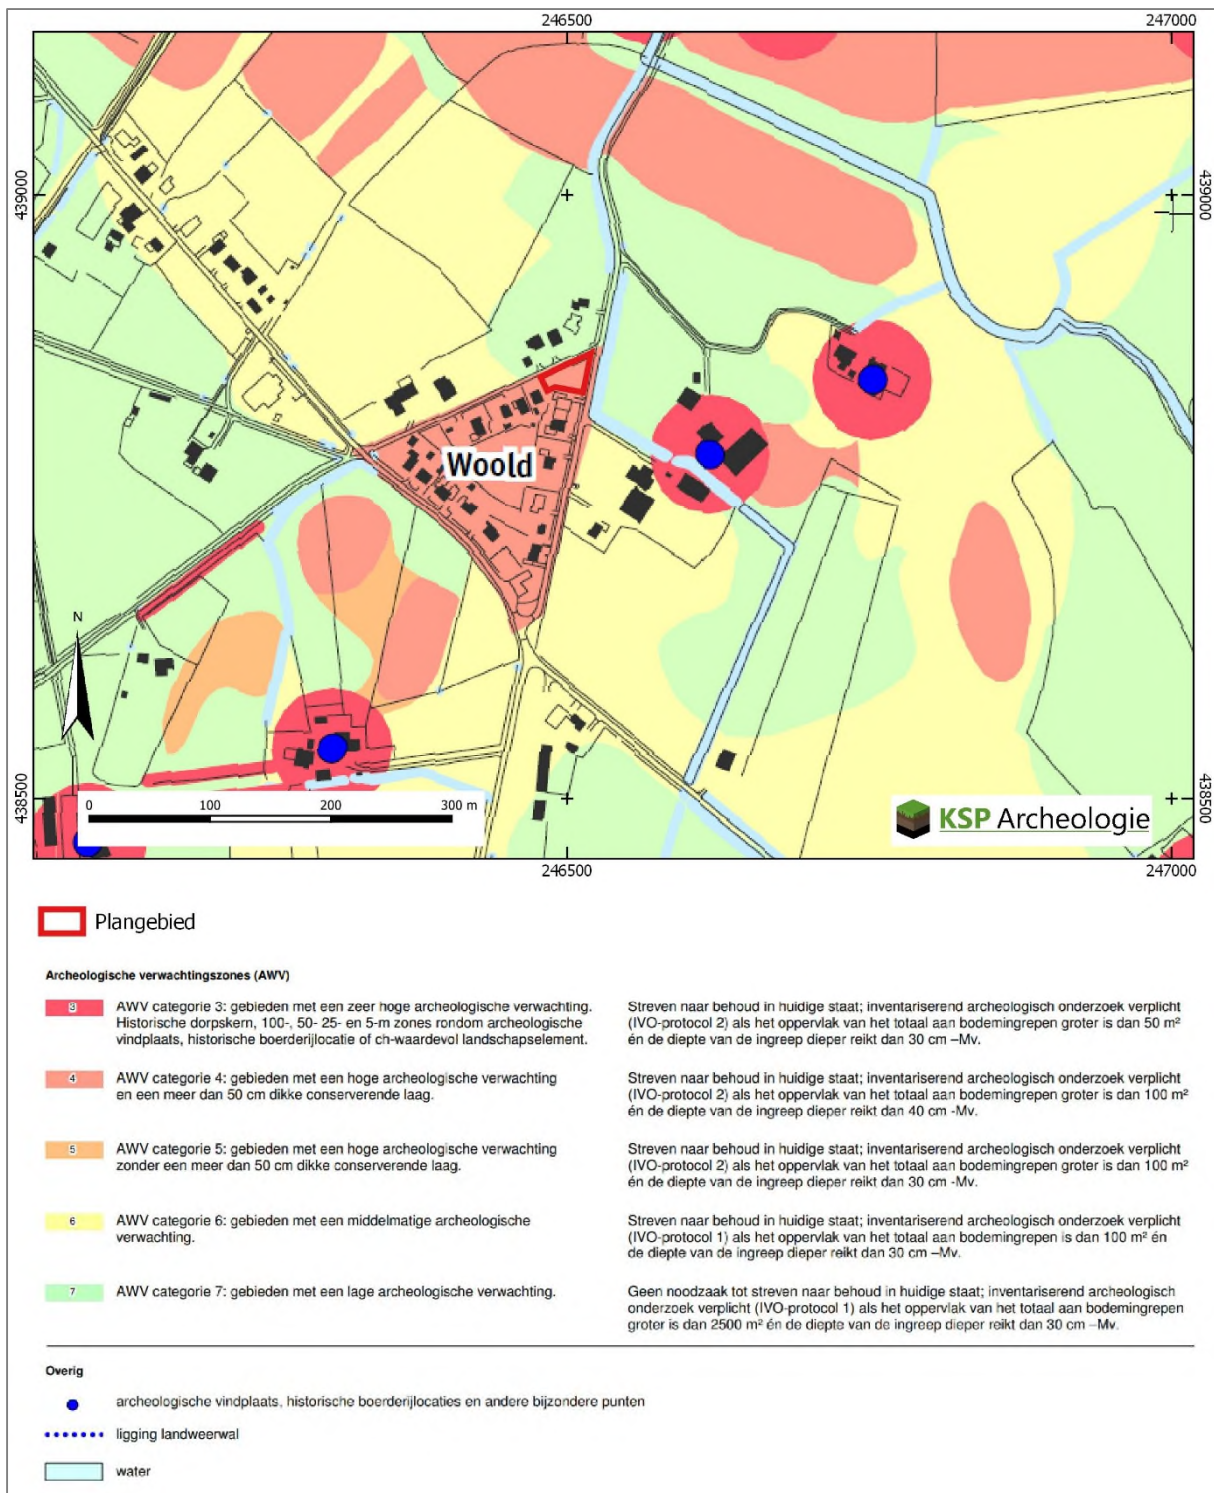 246500
247000
439000
439000
Woold
N
438500
438500
0
100
200
300 m
KSP Archeologie
246500
247000
Plangebied
Archeologische verwachtingszones (AWV)
3
AWV categorie 3: gebieden met een zeer hoge archeologische verwachting.
Historische dorpskern, 100-, 50- 25- en 5-m zones rondom archeologische
vindplaats, historische boerderijlocatie of ch-waardevol landschapselement.
Streven naar behoud in huidige staat; inventariserend archeologisch onderzoek verplicht
(IVO-protocol 2) als het oppervlak van het totaal aan bodemingrepen groter is dan 50 m²
én de diepte van de ingreep dieper reikt dan 30 cm –Mv.
4
AWV categorie 4: gebieden met een hoge archeologische verwachting
en een meer dan 50 cm dikke conserverende laag.
Streven naar behoud in huidige staat; inventariserend archeologisch onderzoek verplicht
(IVO-protocol 2) als het oppervlak van het totaal aan bodemingrepen groter is dan 100 m²
én de diepte van de ingreep dieper reikt dan 40 cm -Mv.
5
AWV categorie 5: gebieden met een hoge archeologische verwachting
zonder een meer dan 50 cm dikke conserverende laag.
Streven naar behoud in huidige staat; inventariserend archeologisch onderzoek verplicht
(IVO-protocol 2) als het oppervlak van het totaal aan bodemingrepen groter is dan 100 m²
én de diepte van de ingreep dieper reikt dan 30 cm -Mv.
6
AWV categorie 6: gebieden met een middelmatige archeologische
verwachting.
Streven naar behoud in huidige staat; inventariserend archeologisch onderzoek verplicht
(IVO-protocol 1) als het oppervlak van het totaal aan bodemingrepen is dan 100 m² én
de diepte van de ingreep dieper reikt dan 30 cm –Mv.
7
AWV categorie 7: gebieden met een lage archeologische verwachting.
Geen noodzaak tot streven naar behoud in huidige staat; inventariserend archeologisch
onderzoek verplicht (IVO-protocol 1) als het oppervlak van het totaal aan bodemingrepen
groter is dan 2500 m² én de diepte van de ingreep dieper reikt dan 30 cm –Mv.
Overig
archeologische vindplaats, historische boerderijlocaties en andere bijzondere punten
ligging landweerwal
water